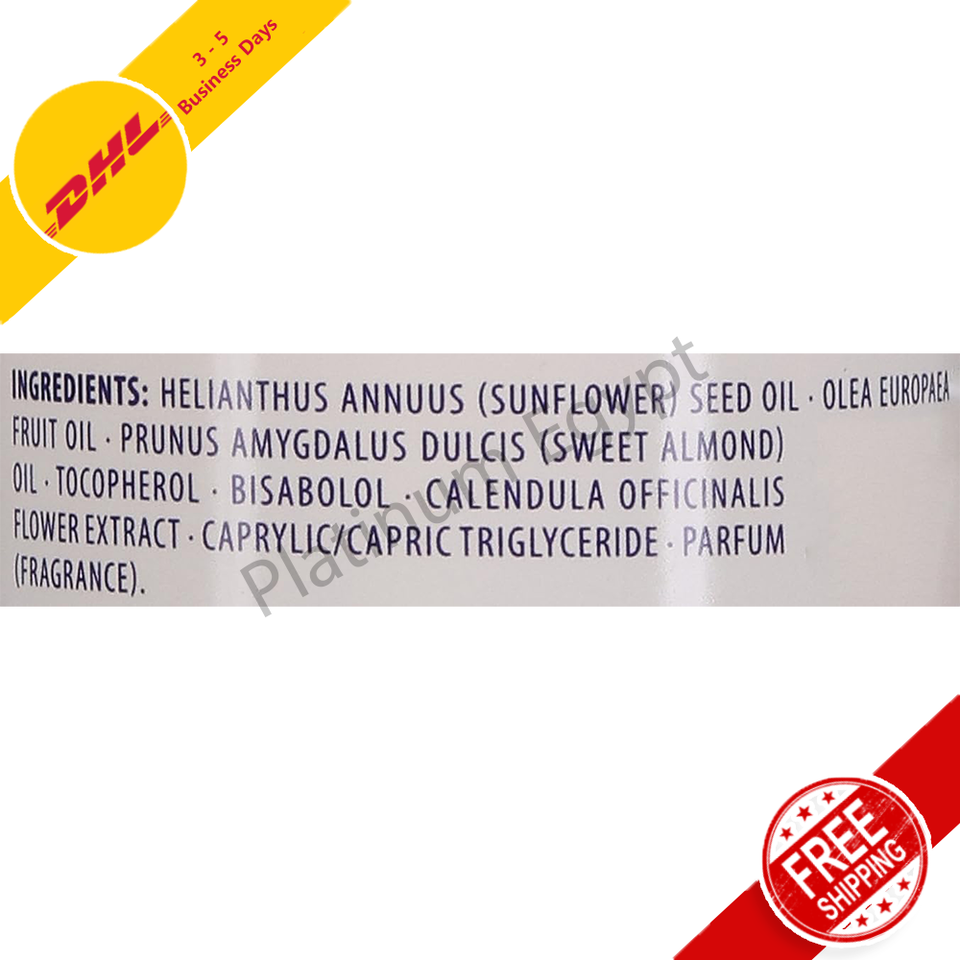 3 - 5
Business Days
DHL
INGREDIENTS: HELIANTHUS ANNUUS (SUNFLOWER) SEED OIL · OLEA EUROPAEA
FRUIT OIL · PRUNUS AMYGDALUS DULCIS (SWEET ALMOND)
OIL · TOCOPHEROL · BISABOLOL · CALENDULA OFFICINALIS
FLOWER EXTRACT · CAPRYLIC/CAPRIC TRIGLYCERIDE · PARFUM
(FRAGRANCE).
Platinum Egypt
FREE
SHIPPING